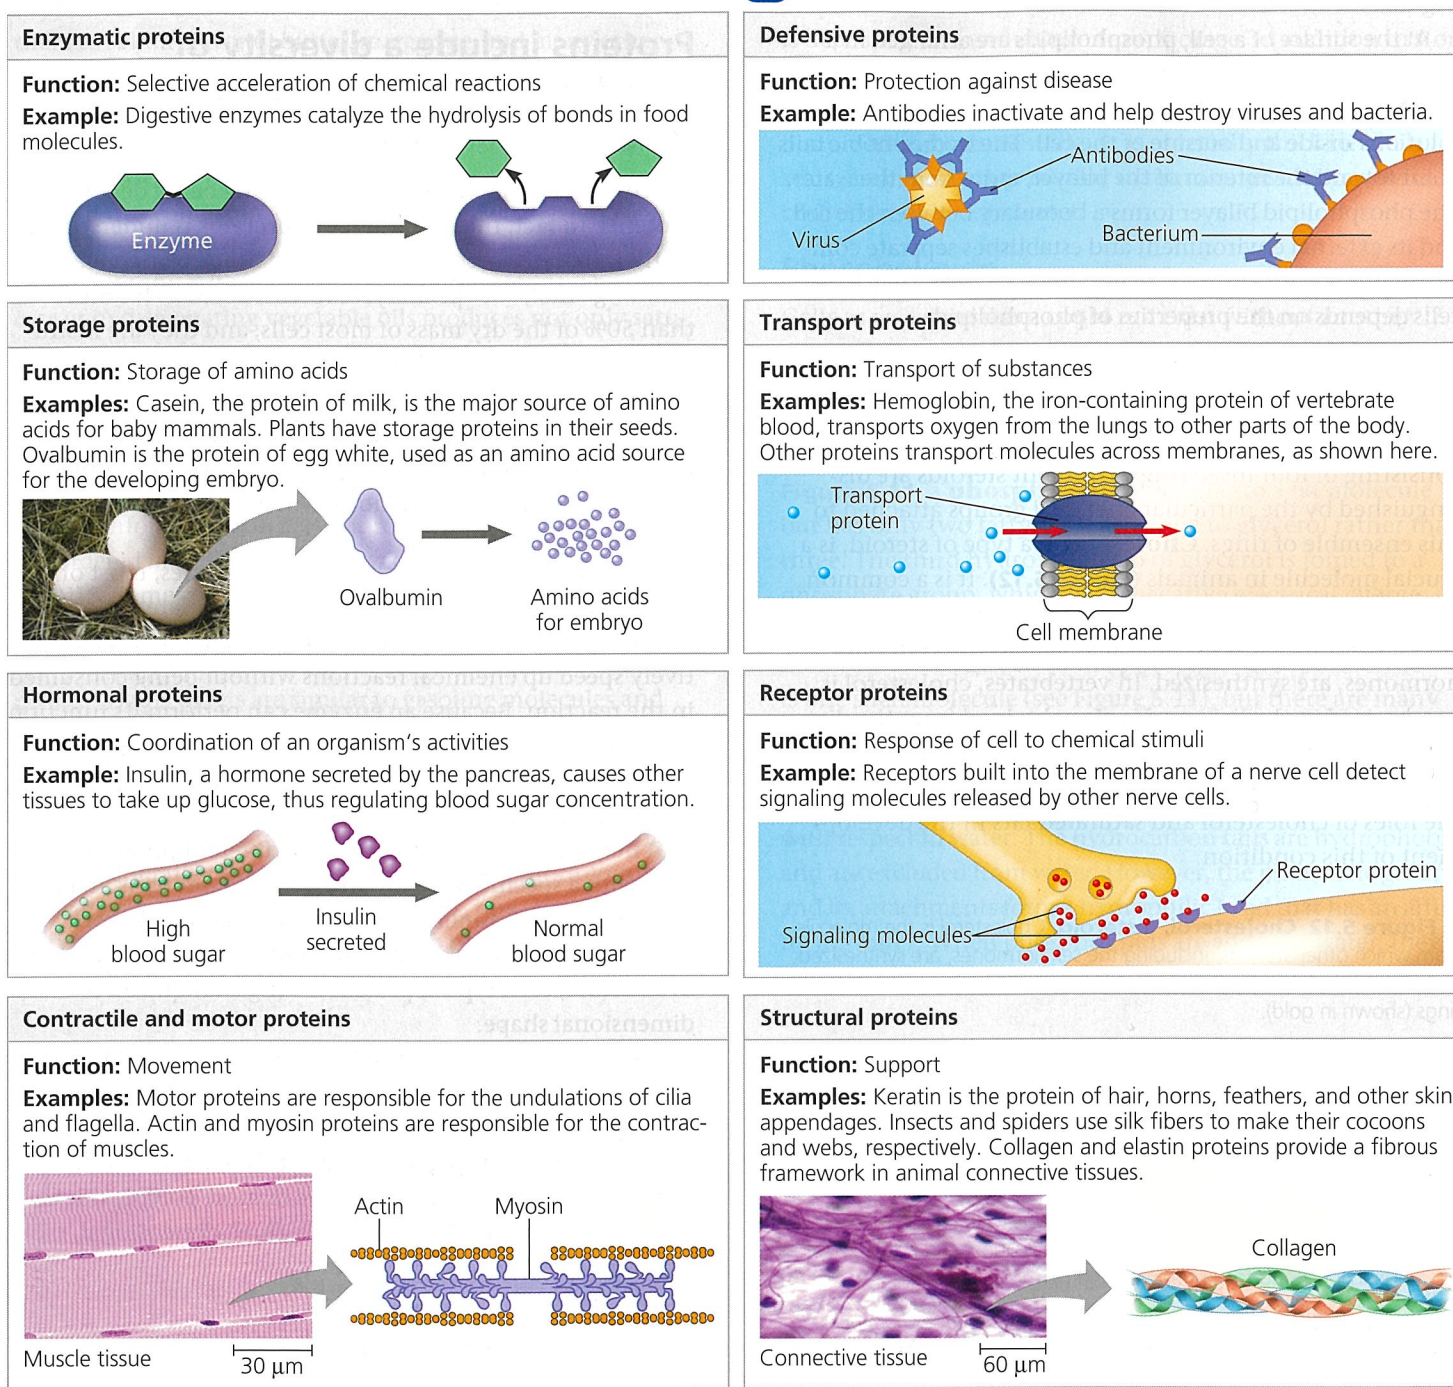 Enzymatic proteins
Function: Selective acceleration of chemical reactions
Example: Digestive enzymes catalyze the hydrolysis of bonds in food
molecules.
Enzyme
Defensive proteins
Function: Protection against disease
Example: Antibodies inactivate and help destroy viruses and bacteria.
Antibodies
Virus
Bacterium
Storage proteins
Function: Storage of amino acids
Examples: Casein, the protein of milk, is the major source of amino
acids for baby mammals. Plants have storage proteins in their seeds.
Ovalbumin is the protein of egg white, used as an amino acid source
for the developing embryo.
Ovalbumin
Amino acids
for embryo
Transport proteins
Function: Transport of substances
Examples: Hemoglobin, the iron-containing protein of vertebrate
blood, transports oxygen from the lungs to other parts of the body.
Other proteins transport molecules across membranes, as shown here.
Transport
protein
Cell membrane
Hormonal proteins
Function: Coordination of an organism's activities
Example: Insulin, a hormone secreted by the pancreas, causes other
tissues to take up glucose, thus regulating blood sugar concentration.
High
blood sugar
Insulin
secreted
Normal
blood sugar
Receptor proteins
Function: Response of cell to chemical stimuli
Example: Receptors built into the membrane of a nerve cell detect
signaling molecules released by other nerve cells.
Receptor protein
Signaling molecules
Contractile and motor proteins
Function: Movement
Examples: Motor proteins are responsible for the undulations of cilia
and flagella. Actin and myosin proteins are responsible for the contrac-
tion of muscles.
Actin
Myosin
Muscle tissue
30 µm
Structural proteins
Function: Support
Examples: Keratin is the protein of hair, horns, feathers, and other skin
appendages. Insects and spiders use silk fibers to make their cocoons
and webs, respectively. Collagen and elastin proteins provide a fibrous
framework in animal connective tissues.
Collagen
Connective tissue
60 µm